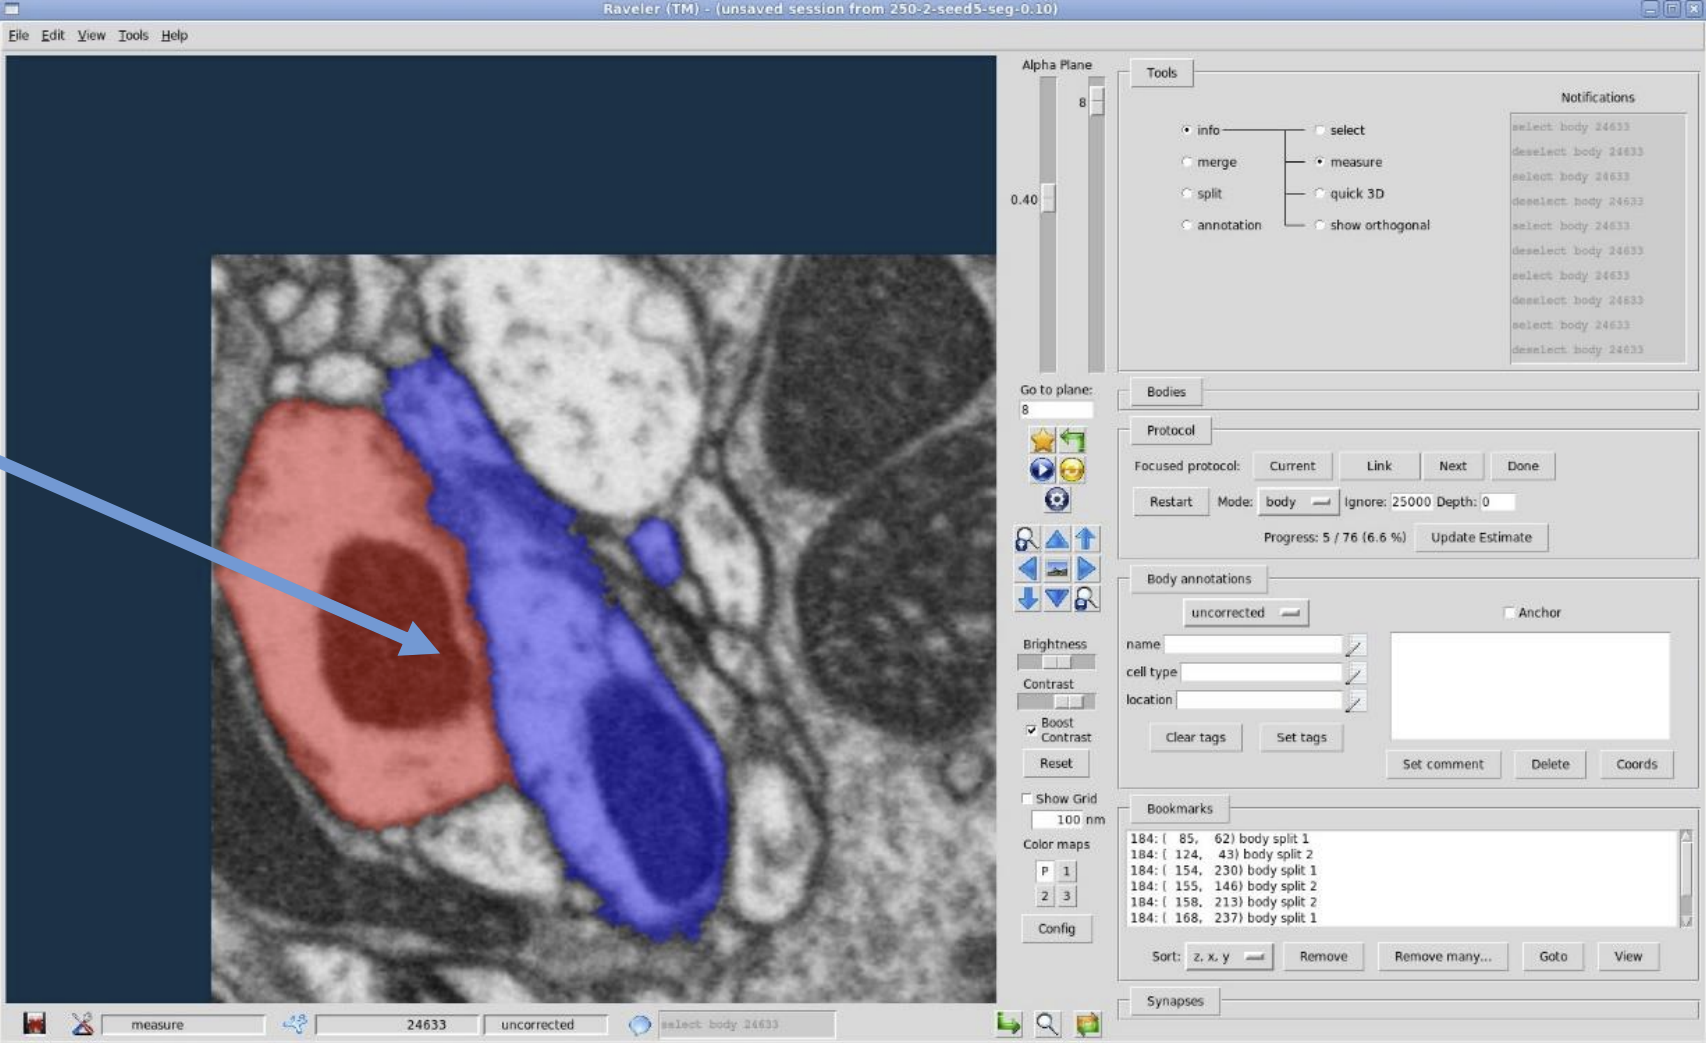 Raveler (TM) - (unsaved session from 250-2-seed5-seg-0.10)
File Edit View Tools Help
Alpha Plane
8
0.40
Go to plane:
8
Brightness
Contrast
Boost
Contrast
Reset
Show Grid
100 nm
Color maps
P 1
2 3
Config
Tools
info
merge
split
annotation
select
measure
quick 3D
show orthogonal
Notifications
select body 24633
deselect body 24633
select body 24633
deselect body 24633
select body 24633
deselect body 24633
select body 24633
deselect body 24633
select body 24633
deselect body 24633
Bodies
Protocol
Focused protocol: Current Link Next Done
Restart Mode: body Ignore: 25000 Depth: 0
Progress: 5 / 76 (6.6 %) Update Estimate
Body annotations
uncorrected
Anchor
name
cell type
location
Clear tags Set tags
Set comment Delete Coords
Bookmarks
184: ( 85, 62) body split 1
184: ( 124, 43) body split 2
184: ( 154, 230) body split 1
184: ( 155, 146) body split 2
184: ( 158, 213) body split 2
184: ( 168, 237) body split 1
Sort: z, x, y Remove Remove many... Goto View
Synapses
measure 24633 uncorrected select body 24633